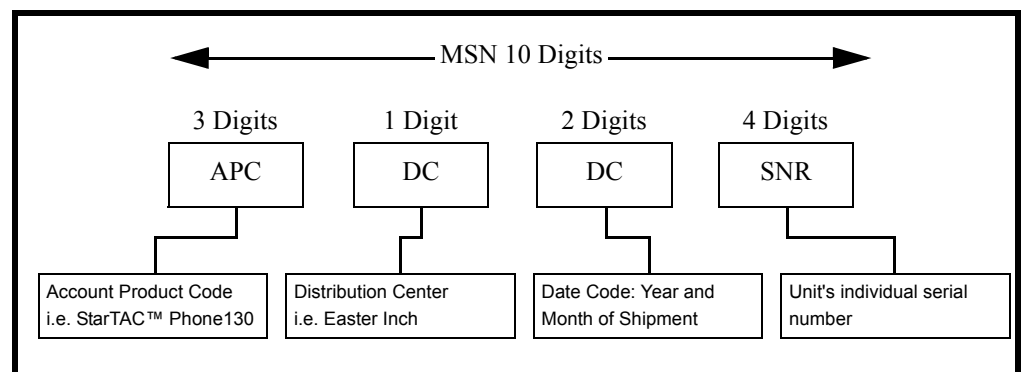 MSN 10 Digits
3 Digits
1 Digit
2 Digits
4 Digits
APC
DC
DC
SNR
Account Product Code
i.e. StarTAC™ Phone130
Distribution Center
i.e. Easter Inch
Date Code: Year and
Month of Shipment
Unit's individual serial
number